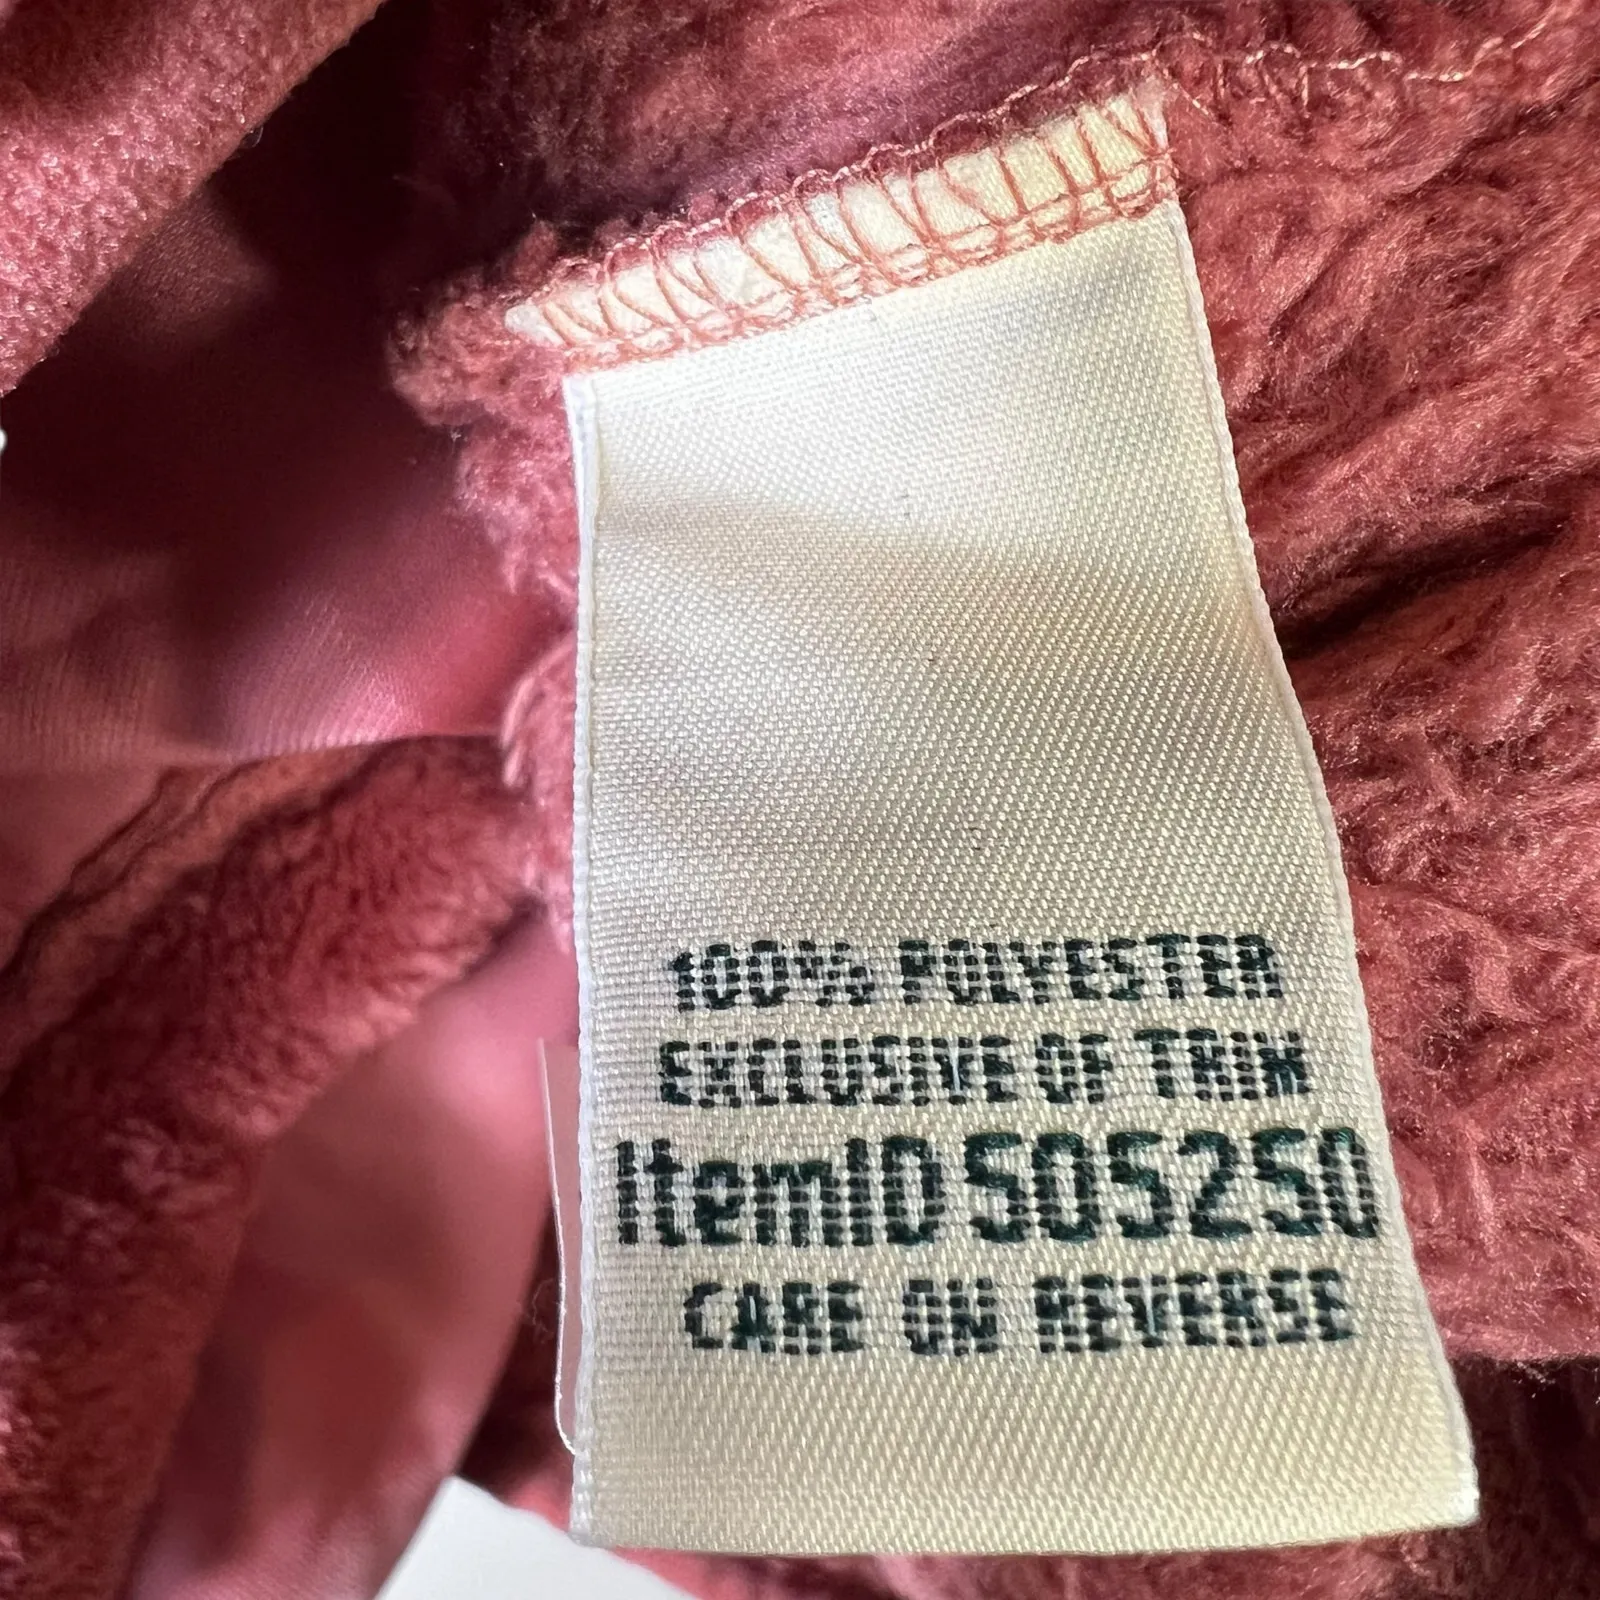 100% POLYESTER
EXCLUSIVE OF TRIM
ItemID 505250
CARE ON REVERSE